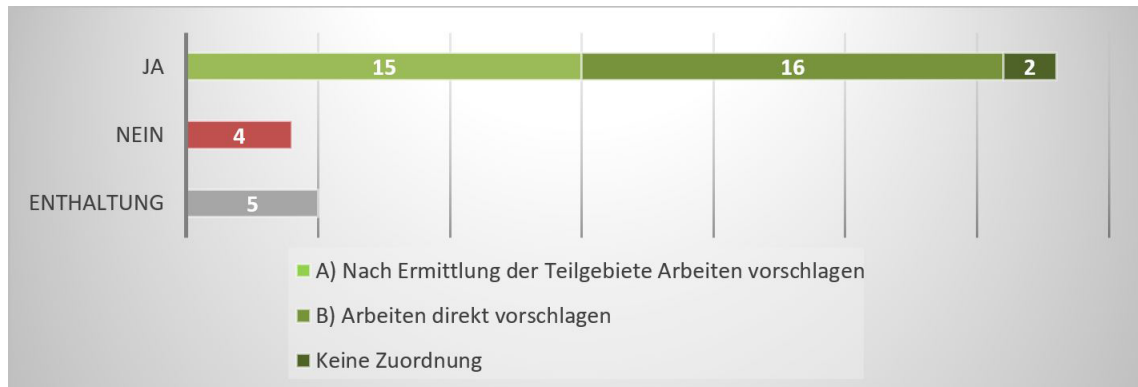 JA 15 16 2
NEIN 4
ENTHALTUNG 5
A) Nach Ermittlung der Teilgebiete Arbeiten vorschlagen
B) Arbeiten direkt vorschlagen
Keine Zuordnung